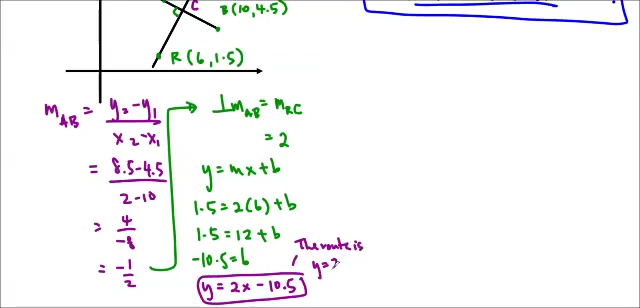 C
B(10,4.5)
R(6,1.5)
m_AB = y₂-y₁ / x₂-x₁
= 8.5-4.5 / 2-10
= 4 / -8
= -1 / 2
⊥m_AB = m_RC
= 2
y = mx+b
1.5 = 2(6)+b
1.5 = 12+b
-10.5 = b
y = 2x - 10.5
The route is
y=2